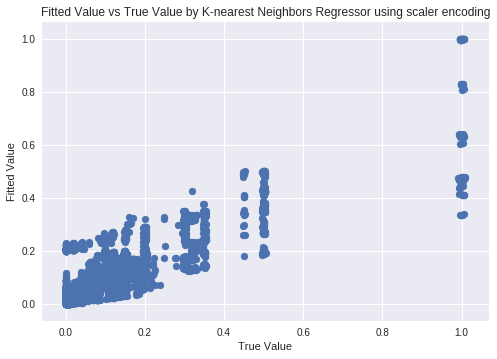 Fitted Value vs True Value by K-nearest Neighbors Regressor using scaler encoding
1.0
0.8
0.6
0.4
0.2
0.0
Fitted Value
0.0 0.2 0.4 0.6 0.8 1.0
True Value